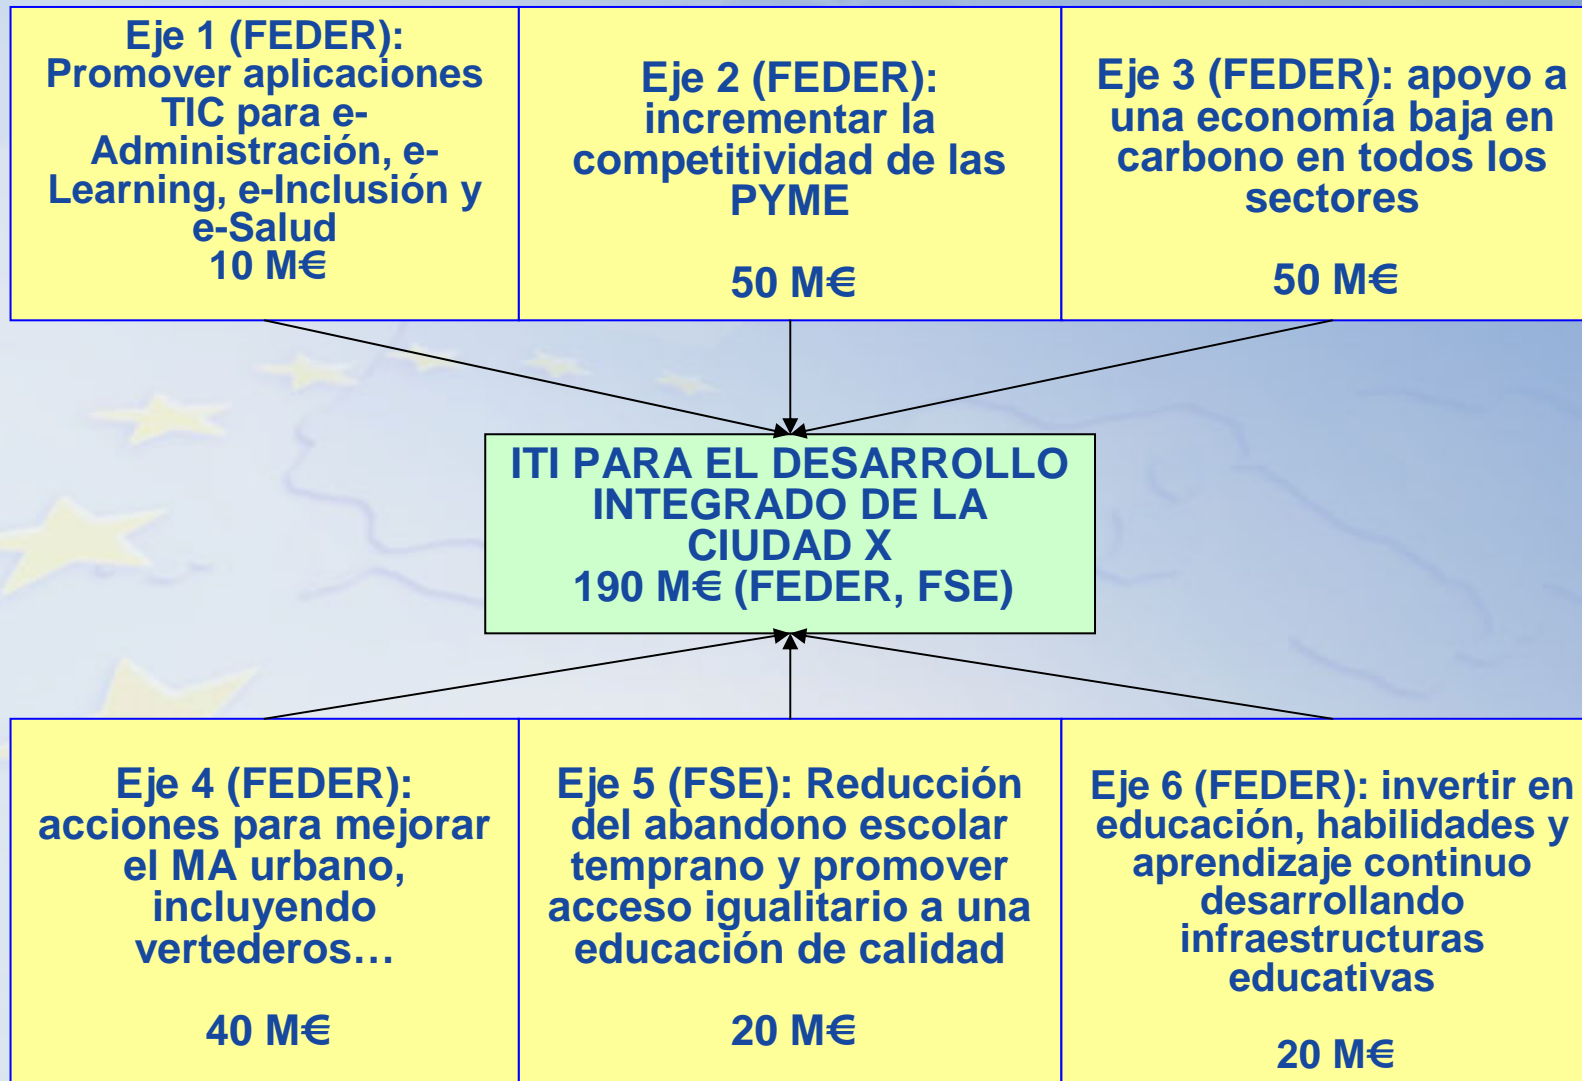 Eje 1 (FEDER):
Promover aplicaciones
TIC para e-
Administración, e-
Learning, e-Inclusión y
e-Salud
10 M€
Eje 2 (FEDER):
incrementar la
competitividad de las
PYME
50 M€
Eje 3 (FEDER): apoyo a
una economía baja en
carbono en todos los
sectores
50 M€
ITI PARA EL DESARROLLO
INTEGRADO DE LA
CIUDAD X
190 M€ (FEDER, FSE)
Eje 4 (FEDER):
acciones para mejorar
el MA urbano,
incluyendo
vertederos…
40 M€
Eje 5 (FSE): Reducción
del abandono escolar
temprano y promover
acceso igualitario a una
educación de calidad
20 M€
Eje 6 (FEDER): invertir en
educación, habilidades y
aprendizaje continuo
desarrollando
infraestructuras
educativas
20 M€